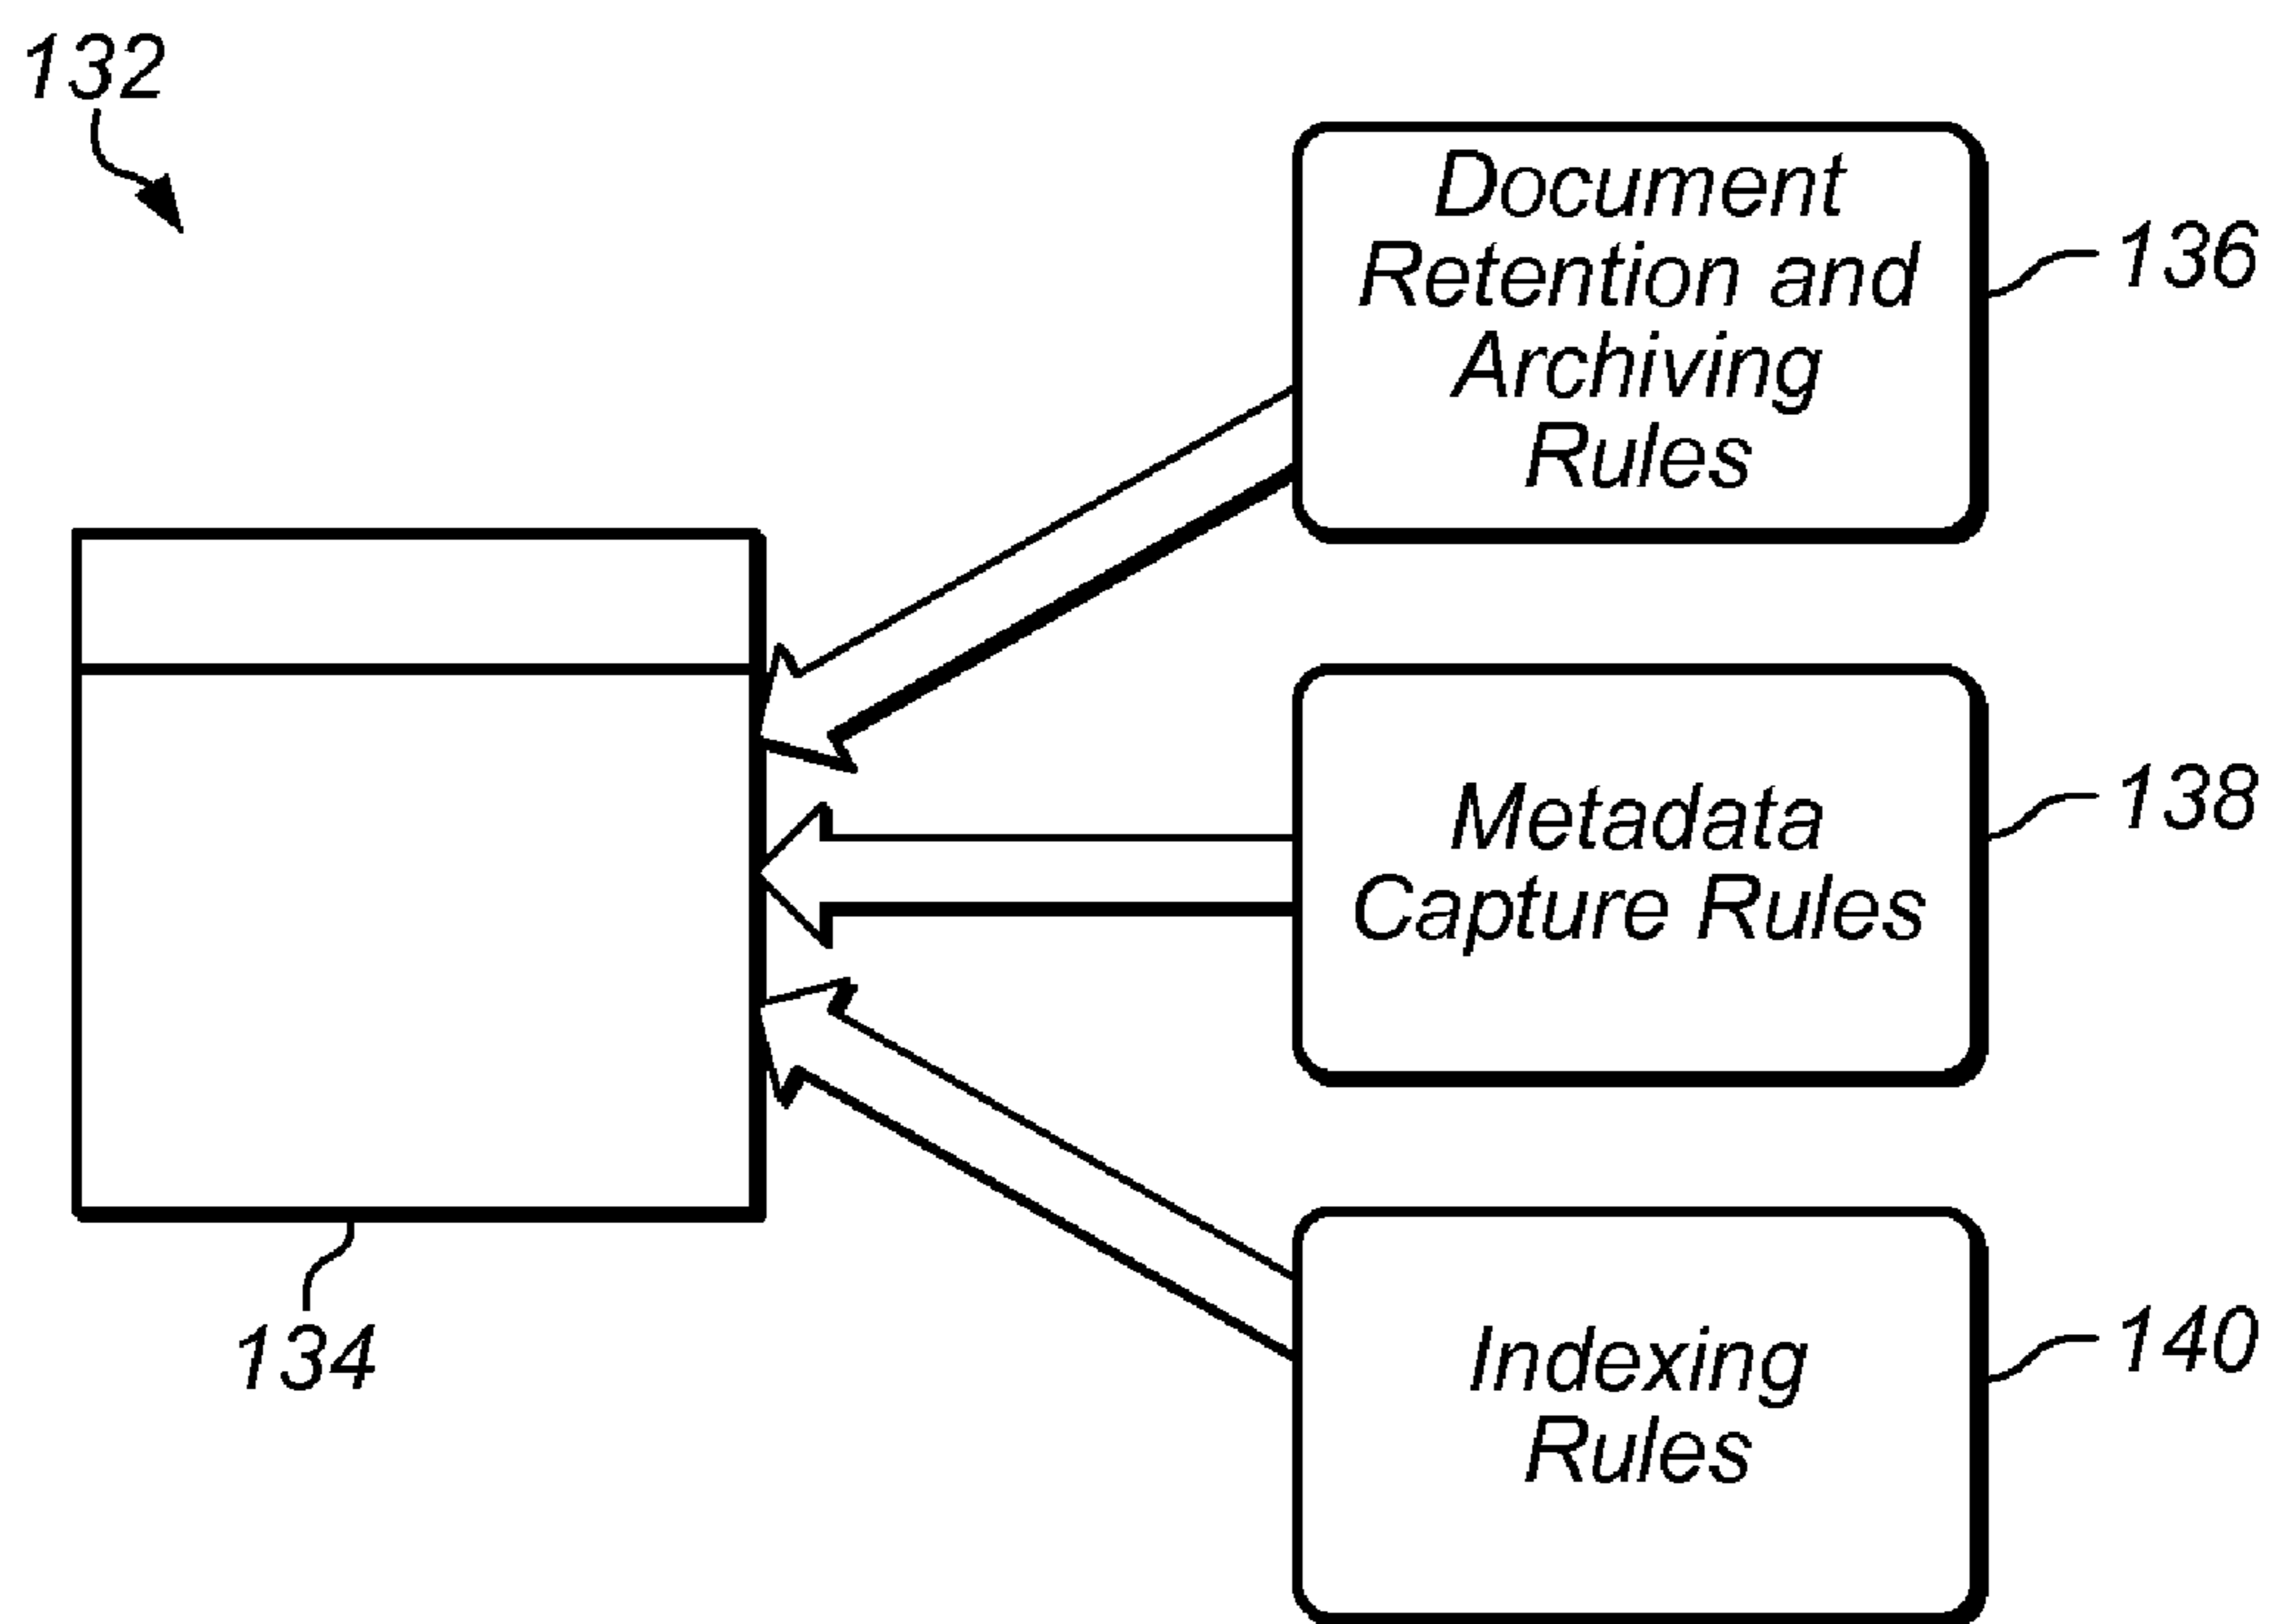 132
Document
Retention and
Archiving
Rules
136
Metadata
Capture Rules
138
134
Indexing
Rules
140